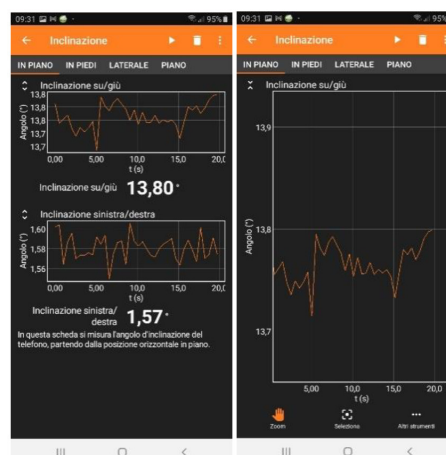 09:31 95%
Inclinazione
IN PIANO IN PIEDI LATERALE PIANO
Inclinazione su/giù
13,8
13,8
13,7
13,7
Angolo (°)
0,00 5,00 10,0 15,0 20,0
t (s)
Inclinazione su/giù 13,80 °
Inclinazione sinistra/destra
1,60
1,58
1,56
Angolo (°)
0,00 5,00 10,0 15,0 20,0
t (s)
Inclinazione sinistra/
destra 1,57 °
In questa scheda si misura l'angolo d'inclinazione del
telefono, partendo dalla posizione orizzontale in piano.
09:31 95%
Inclinazione
IN PIANO IN PIEDI LATERALE PIANO
Inclinazione su/giù
13,9
13,8
13,7
Angolo (°)
5,00 10,0 15,0 20,0
t (s)
Zoom Seleziona Altri strumenti